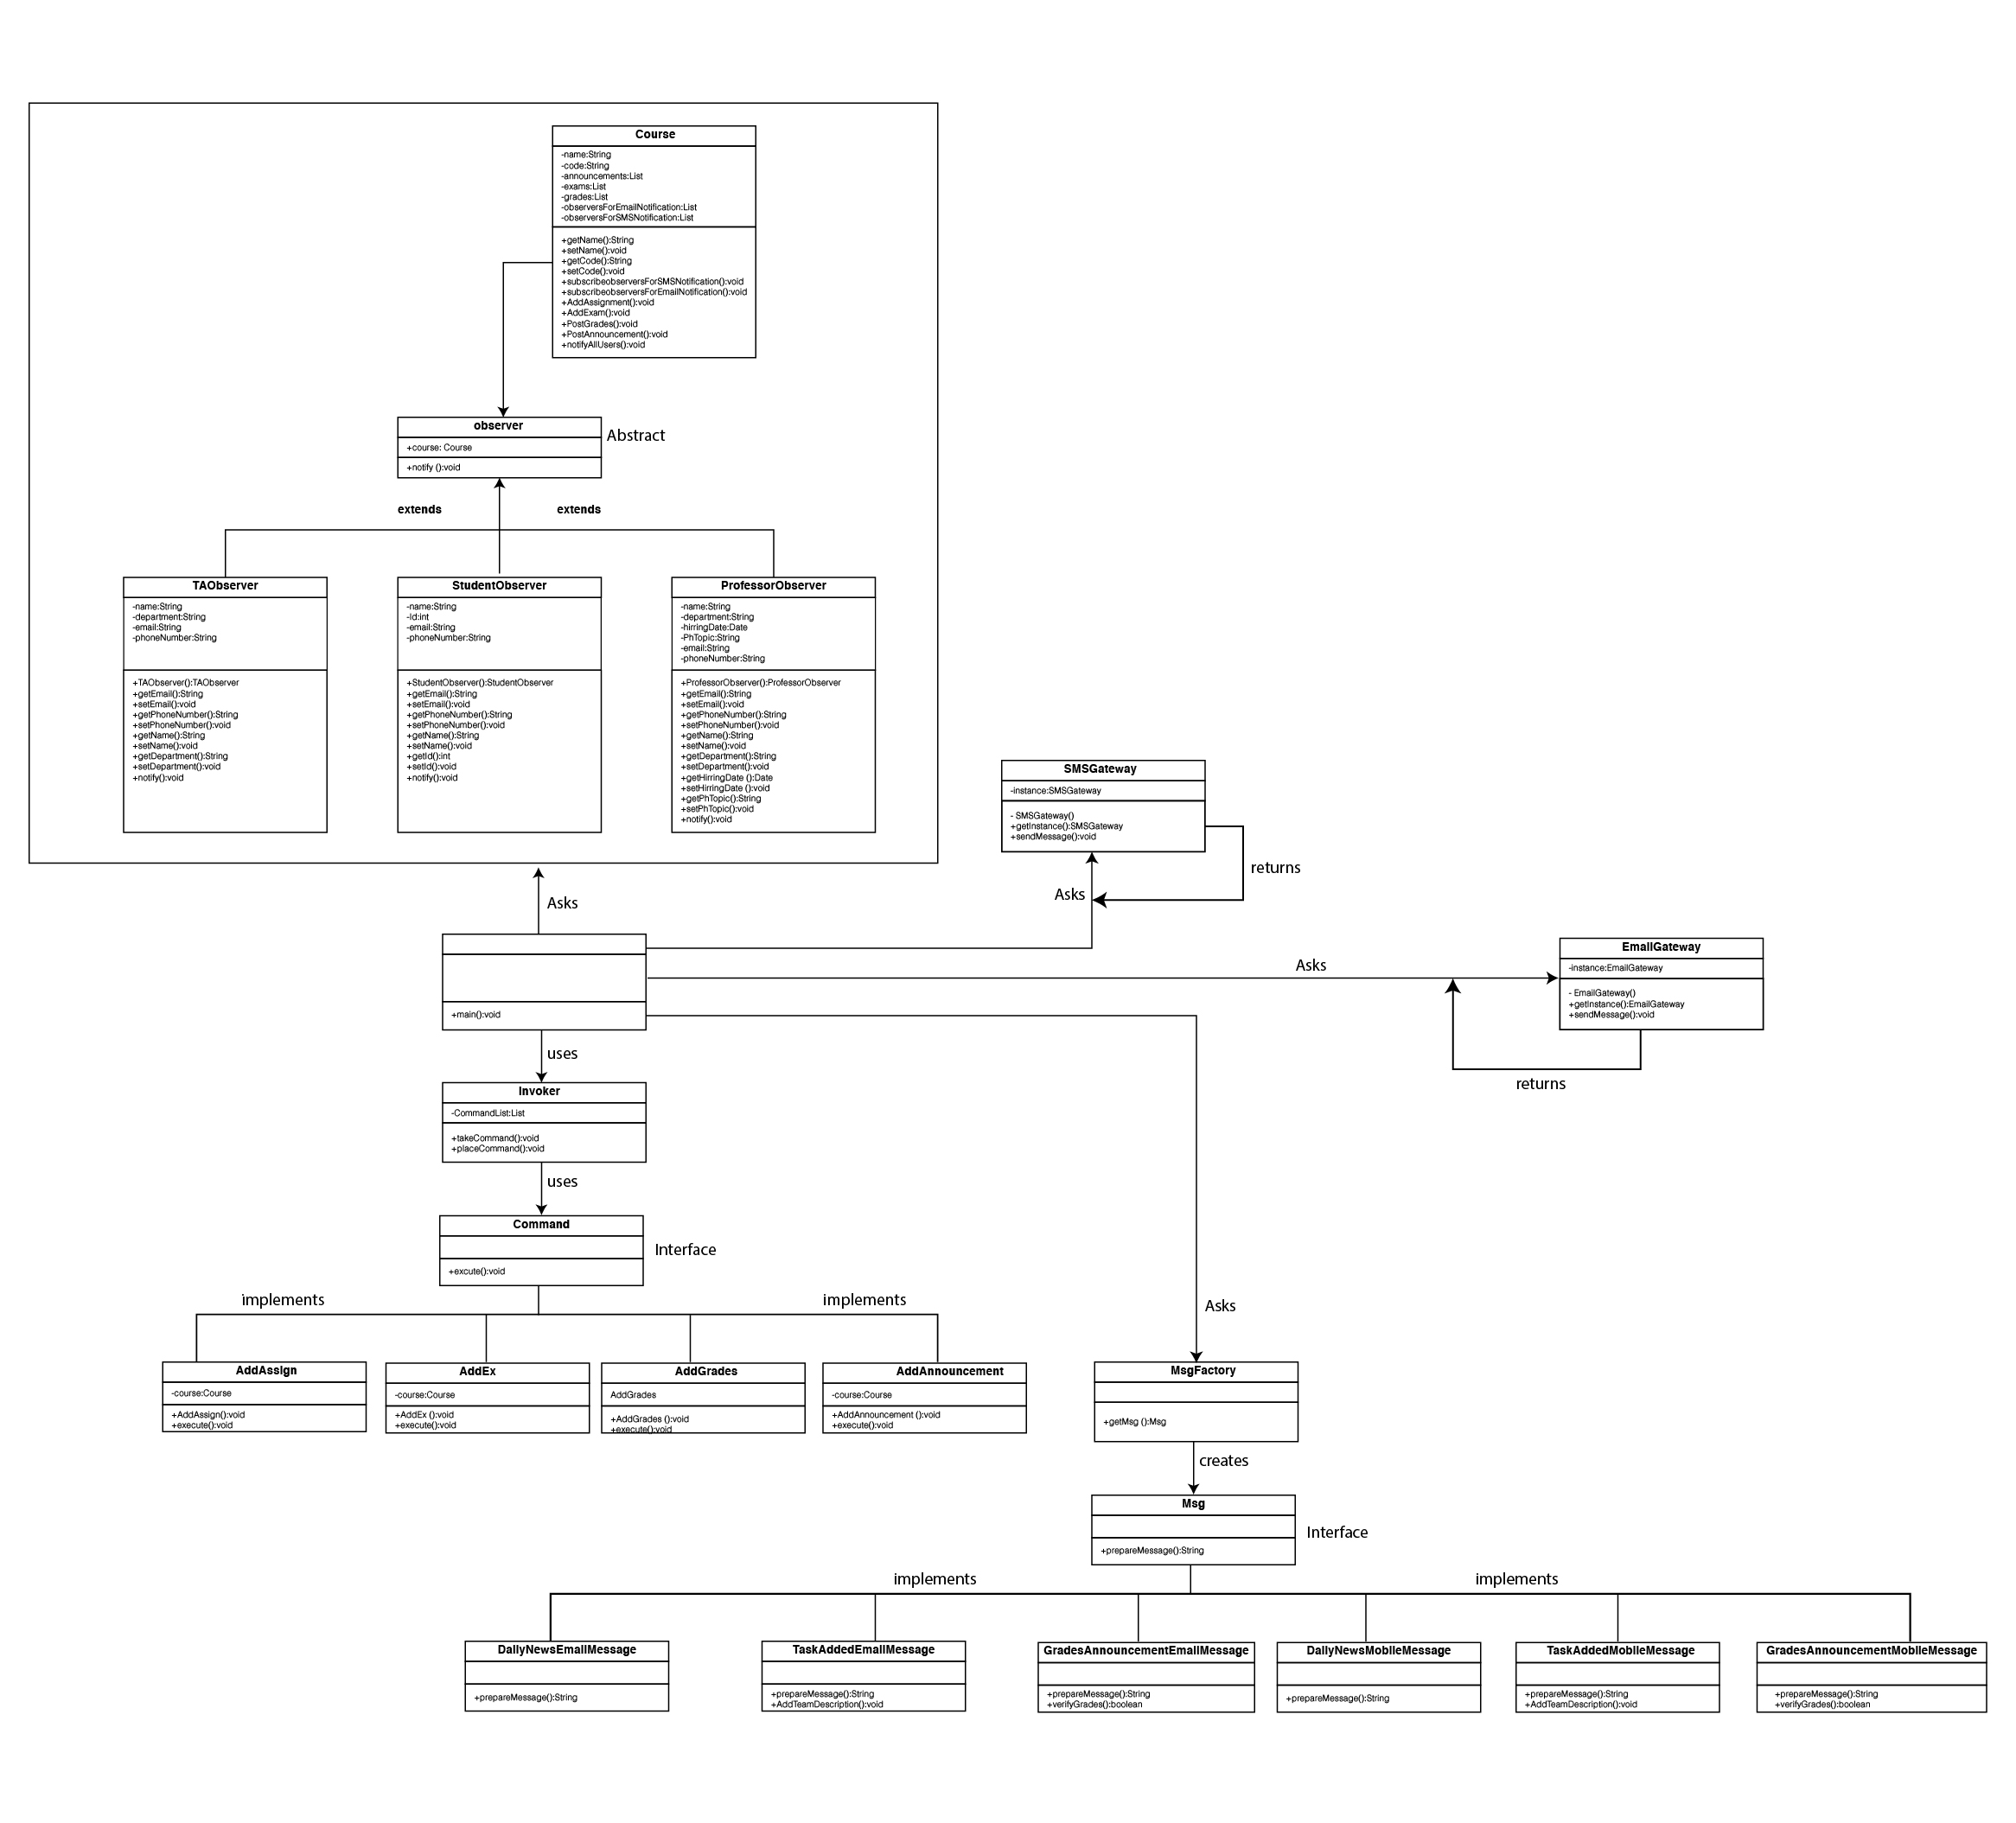 Course
-name:String
-code:String
-announcements:List
-exams:List
-grades:List
-observersForEmailNotification:List
-observersForSMSNotification:List
+getName():String
+setName():void
+getCode():String
+setCode():void
+subscribeobserversForSMSNotification():void
+subscribeobserversForEmailNotification():void
+AddAssignment():void
+AddExam():void
+PostGrades():void
+PostAnnouncement():void
+notifyAllUsers():void
observer
Abstract
+course: Course
+notify ():void
extends
extends
TAObserver
-name:String
-department:String
-email:String
-phoneNumber:String
+TAObserver():TAObserver
+getEmail():String
+setEmail():void
+getPhoneNumber():String
+setPhoneNumber():void
+getName():String
+setName():void
+getDepartment():String
+setDepartment():void
+notify():void
StudentObserver
-name:String
-Id:int
-email:String
-phoneNumber:String
+StudentObserver():StudentObserver
+getEmail():String
+setEmail():void
+getPhoneNumber():String
+setPhoneNumber():void
+getName():String
+setName():void
+getId():int
+setId():void
+notify():void
ProfessorObserver
-name:String
-department:String
-hirringDate:Date
-PhTopic:String
-email:String
-phoneNumber:String
+ProfessorObserver():ProfessorObserver
+getEmail():String
+setEmail():void
+getPhoneNumber():String
+setPhoneNumber():void
+getName():String
+setName():void
+getDepartment():String
+setDepartment():void
+getHirringDate ():Date
+setHirringDate ():void
+getPhTopic():String
+setPhTopic():void
+notify():void
SMSGateway
-instance:SMSGateway
- SMSGateway()
+getInstance():SMSGateway
+sendMessage():void
returns
Asks
Asks
+main():void
Asks
EmailGateway
-instance:EmailGateway
- EmailGateway()
+getInstance():EmailGateway
+sendMessage():void
returns
uses
Invoker
-CommandList:List
+takeCommand():void
+placeCommand():void
uses
Command
Interface
+excute():void
implements
implements
AddAssign
-course:Course
+AddAssign():void
+execute():void
AddEx
-course:Course
+AddEx ():void
+execute():void
AddGrades
AddGrades
+AddGrades ():void
+execute():void
AddAnnouncement
-course:Course
+AddAnnouncement ():void
+execute():void
Asks
MsgFactory
+getMsg ():Msg
creates
Msg
Interface
+prepareMessage():String
implements
implements
DailyNewsEmailMessage
+prepareMessage():String
TaskAddedEmailMessage
+prepareMessage():String
+AddTeamDescription():void
GradesAnnouncementEmailMessage
+prepareMessage():String
+verifyGrades():boolean
DailyNewsMobileMessage
+prepareMessage():String
TaskAddedMobileMessage
+prepareMessage():String
+AddTeamDescription():void
GradesAnnouncementMobileMessage
+prepareMessage():String
+verifyGrades():boolean